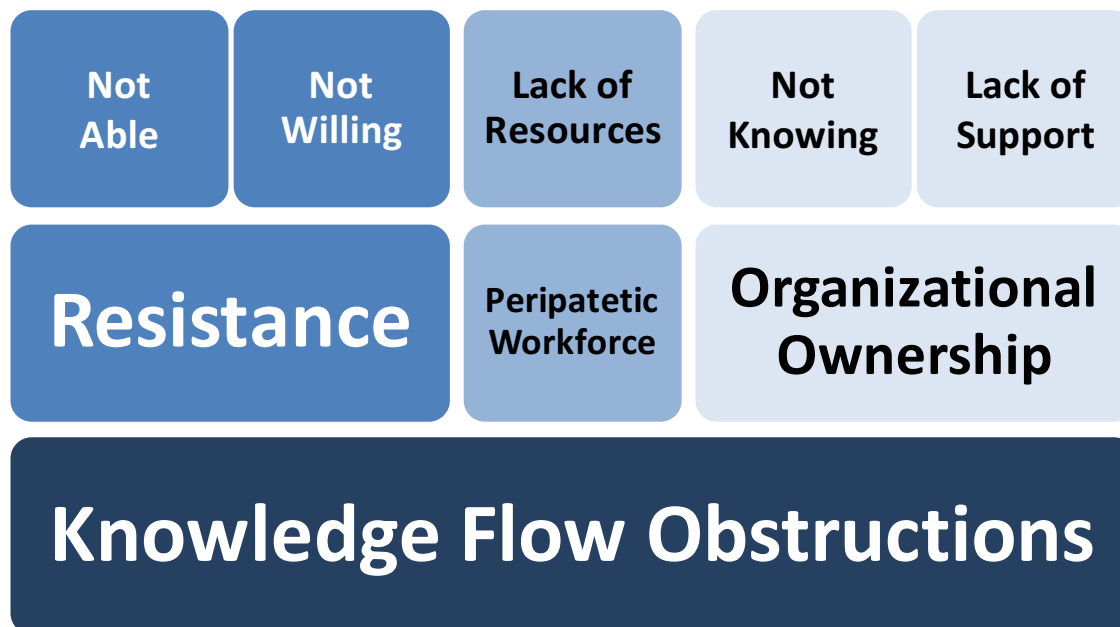 Not
Able
Not
Willing
Lack of
Resources
Not
Knowing
Lack of
Support
Resistance
Peripatetic
Workforce
Organizational
Ownership
Knowledge Flow Obstructions